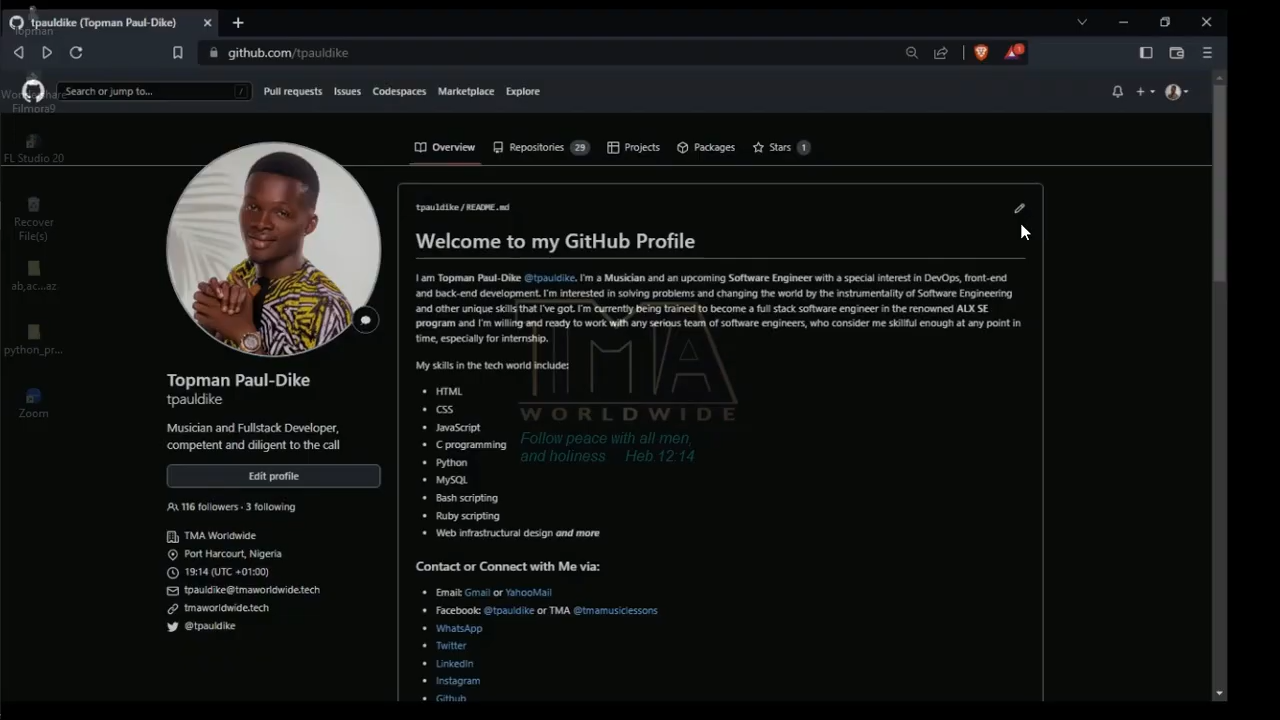 tpauldike (Topman Paul-Dike)
github.com/tpauldike
Search or jump to... /
Pull requests Issues Codespaces Marketplace Explore
Topman
Filmora9
FL Studio 20
Recover
File(s)
ab,ac...az
python_pr...
Zoom
Overview Repositories 29 Projects Packages Stars 1
Topman Paul-Dike
tpauldike
Musician and Fullstack Developer,
competent and diligent to the call
Edit profile
116 followers · 3 following
TMA Worldwide
Port Harcourt, Nigeria
19:14 (UTC +01:00)
tpauldike@tmaworldwide.tech
tmaworldwide.tech
@tpauldike
tpauldike / README.md
Welcome to my GitHub Profile
I am Topman Paul-Dike @tpauldike. I'm a Musician and an upcoming Software Engineer with a special interest in DevOps, front-end
and back-end development. I'm interested in solving problems and changing the world by the instrumentality of Software Engineering
and other unique skills that I've got. I'm currently being trained to become a full stack software engineer in the renowned ALX SE
program and I'm willing and ready to work with any serious team of software engineers, who consider me skillful enough at any point in
time, especially for internship.
My skills in the tech world include:
HTML
CSS
JavaScript
C programming
Python
MySQL
Bash scripting
Ruby scripting
Web infrastructural design and more
TMA
WORLDWIDE
Follow peace with all men,
and holiness Heb.12:14
Contact or Connect with Me via:
Email: Gmail or YahooMail
Facebook: @tpauldike or TMA @tmamusiclessons
WhatsApp
Twitter
LinkedIn
Instagram
Github